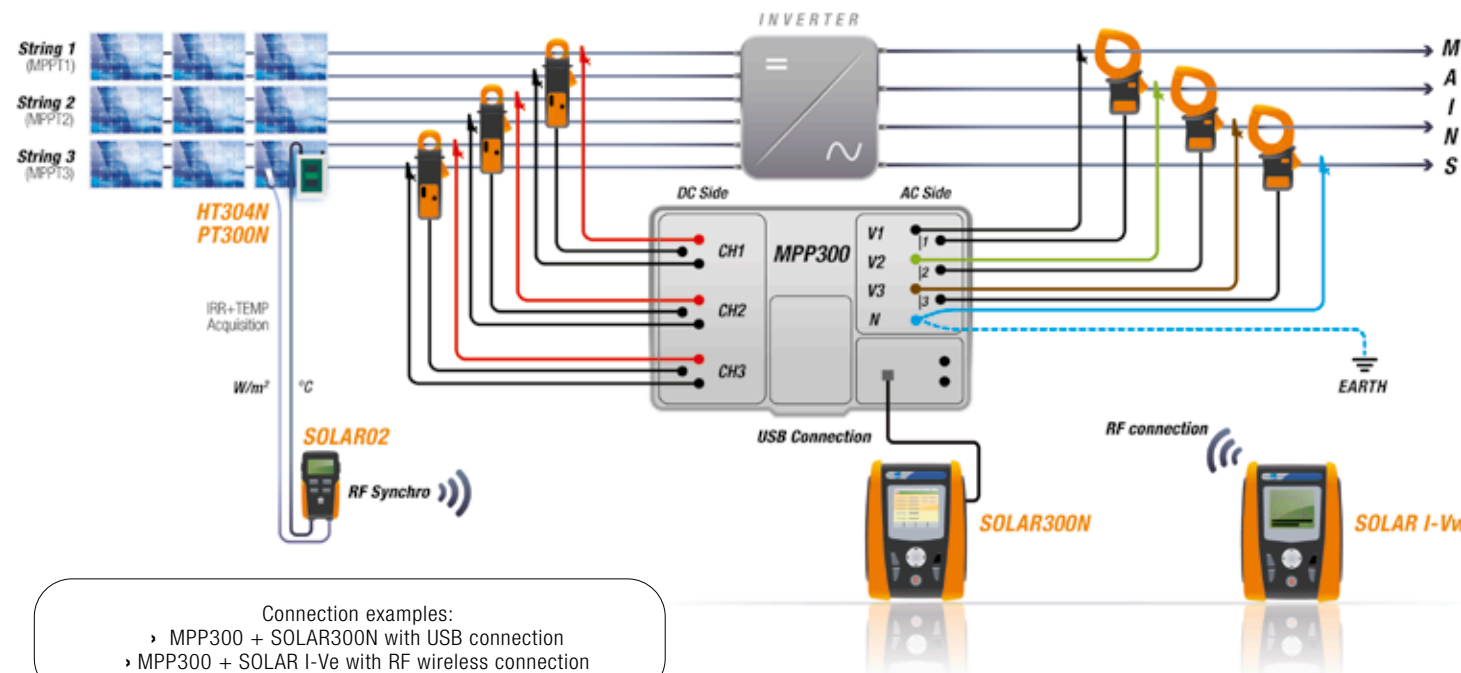 INVERTER
String 1
(MPPT1)
String 2
(MPPT2)
String 3
(MPPT3)
M
A
I
N
S
HT304N
PT300N
DC Side
AC Side
MPP300
CH1
CH2
CH3
V1
I1
V2
I2
V3
I3
N
IRR+TEMP
Acquisition
W/m²
°C
EARTH
SOLAR02
RF Synchro
USB Connection
RF connection
SOLAR300N
SOLAR I-Vw
Connection examples:
› MPP300 + SOLAR300N with USB connection
› MPP300 + SOLAR I-Ve with RF wireless connection